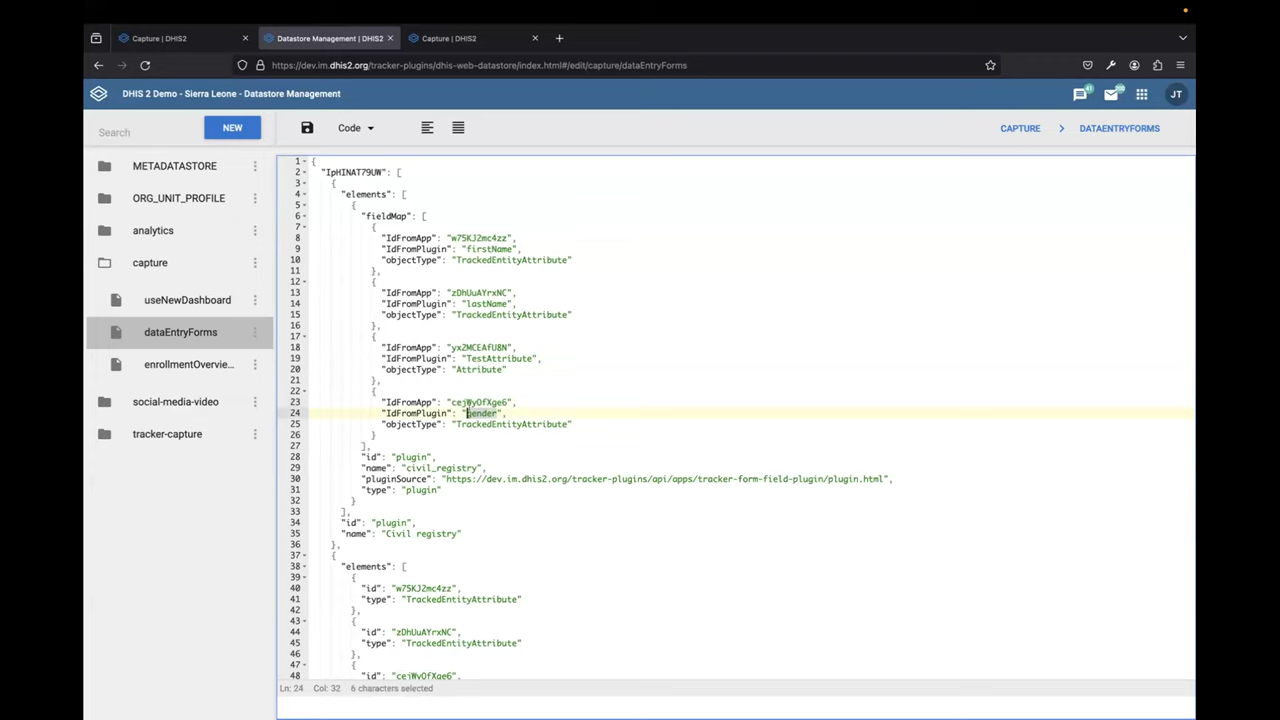 Capture | DHIS2
Datastore Management | DHIS2
Capture | DHIS2
https://dev.im.dhis2.org/tracker-plugins/dhis-web-datastore/index.html#/edit/capture/dataEntryForms
DHIS 2 Demo - Sierra Leone - Datastore Management
JT
Search
NEW
Code
CAPTURE
DATAENTRYFORMS
METADATASTORE
ORG_UNIT_PROFILE
analytics
capture
useNewDashboard
dataEntryForms
enrollmentOvervie...
social-media-video
tracker-capture
1 {
2 "IpHINAT79UW": [
3 {
4 "elements": [
5 {
6 "fieldMap": [
7 {
8 "IdFromApp": "w75KJ2mc4zz",
9 "IdFromPlugin": "firstName",
10 "objectType": "TrackedEntityAttribute"
11 },
12 {
13 "IdFromApp": "zDhUuAYrxNC",
14 "IdFromPlugin": "lastName",
15 "objectType": "TrackedEntityAttribute"
16 },
17 {
18 "IdFromApp": "yx2MCEAfU8N",
19 "IdFromPlugin": "TestAttribute",
20 "objectType": "Attribute"
21 },
22 {
23 "IdFromApp": "cejWyOfXge6",
24 "IdFromPlugin": "gender",
25 "objectType": "TrackedEntityAttribute"
26 }
27 ],
28 "id": "plugin",
29 "name": "civil_registry",
30 "pluginSource": "https://dev.im.dhis2.org/tracker-plugins/api/apps/tracker-form-field-plugin/plugin.html",
31 "type": "plugin"
32 }
33 ],
34 "id": "plugin",
35 "name": "Civil registry"
36 },
37 {
38 "elements": [
39 {
40 "id": "w75KJ2mc4zz",
41 "type": "TrackedEntityAttribute"
42 },
43 {
44 "id": "zDhUuAYrxNC",
45 "type": "TrackedEntityAttribute"
46 },
47 {
48 "id": "cejWyOfXge6",
Ln: 24 Col: 32 6 characters selected